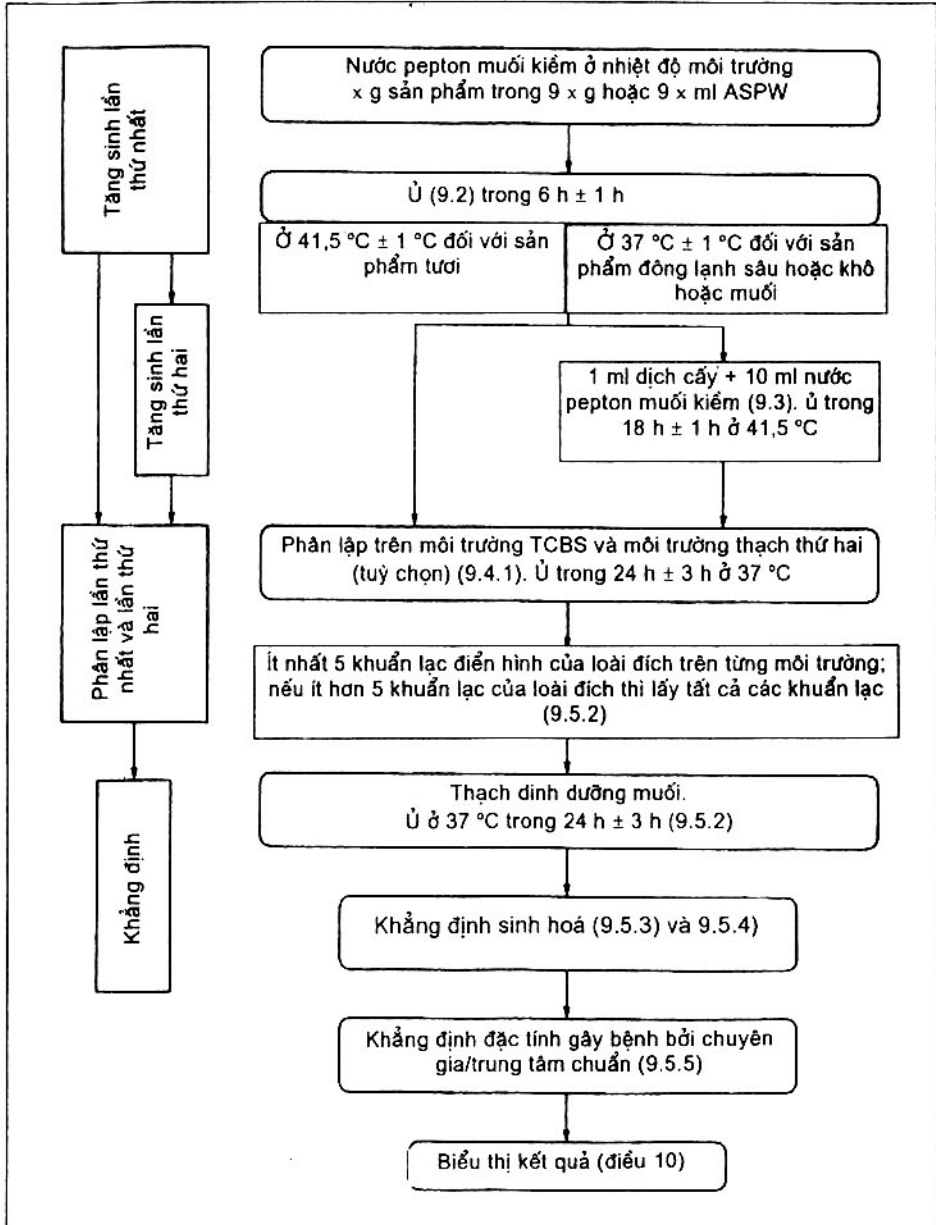 Tăng sinh lần
thứ nhất
Nước pepton muối kiềm ở nhiệt độ môi trường
x g sản phẩm trong 9 x g hoặc 9 x ml ASPW
Ủ (9.2) trong 6 h ± 1 h
Ở 41,5 °C ± 1 °C đối với sản
phẩm tươi
Ở 37 °C ± 1 °C đối với sản
phẩm đông lạnh sâu hoặc khô
hoặc muối
Tăng sinh lần
thứ hai
1 ml dịch cấy + 10 ml nước
pepton muối kiềm (9.3). ủ trong
18 h ± 1 h ở 41,5 °C
Phân lập lần thứ
nhất và lần thứ
hai
Phân lập trên môi trường TCBS và môi trường thạch thứ hai
(tuỳ chọn) (9.4.1). Ủ trong 24 h ± 3 h ở 37 °C
Ít nhất 5 khuẩn lạc điển hình của loài đích trên từng môi trường;
nếu ít hơn 5 khuẩn lạc của loài đích thì lấy tất cả các khuẩn lạc
(9.5.2)
Khẳng định
Thạch dinh dưỡng muối.
Ủ ở 37 °C trong 24 h ± 3 h (9.5.2)
Khẳng định sinh hoá (9.5.3) và 9.5.4)
Khẳng định đặc tính gây bệnh bởi chuyên
gia/trung tâm chuẩn (9.5.5)
Biểu thị kết quả (điều 10)